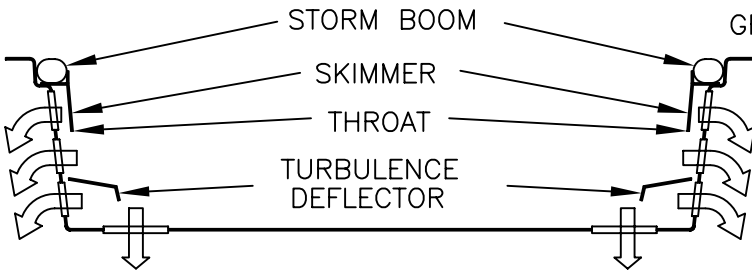 STORM BOOM
SKIMMER
THROAT
TURBULENCE
DEFLECTOR